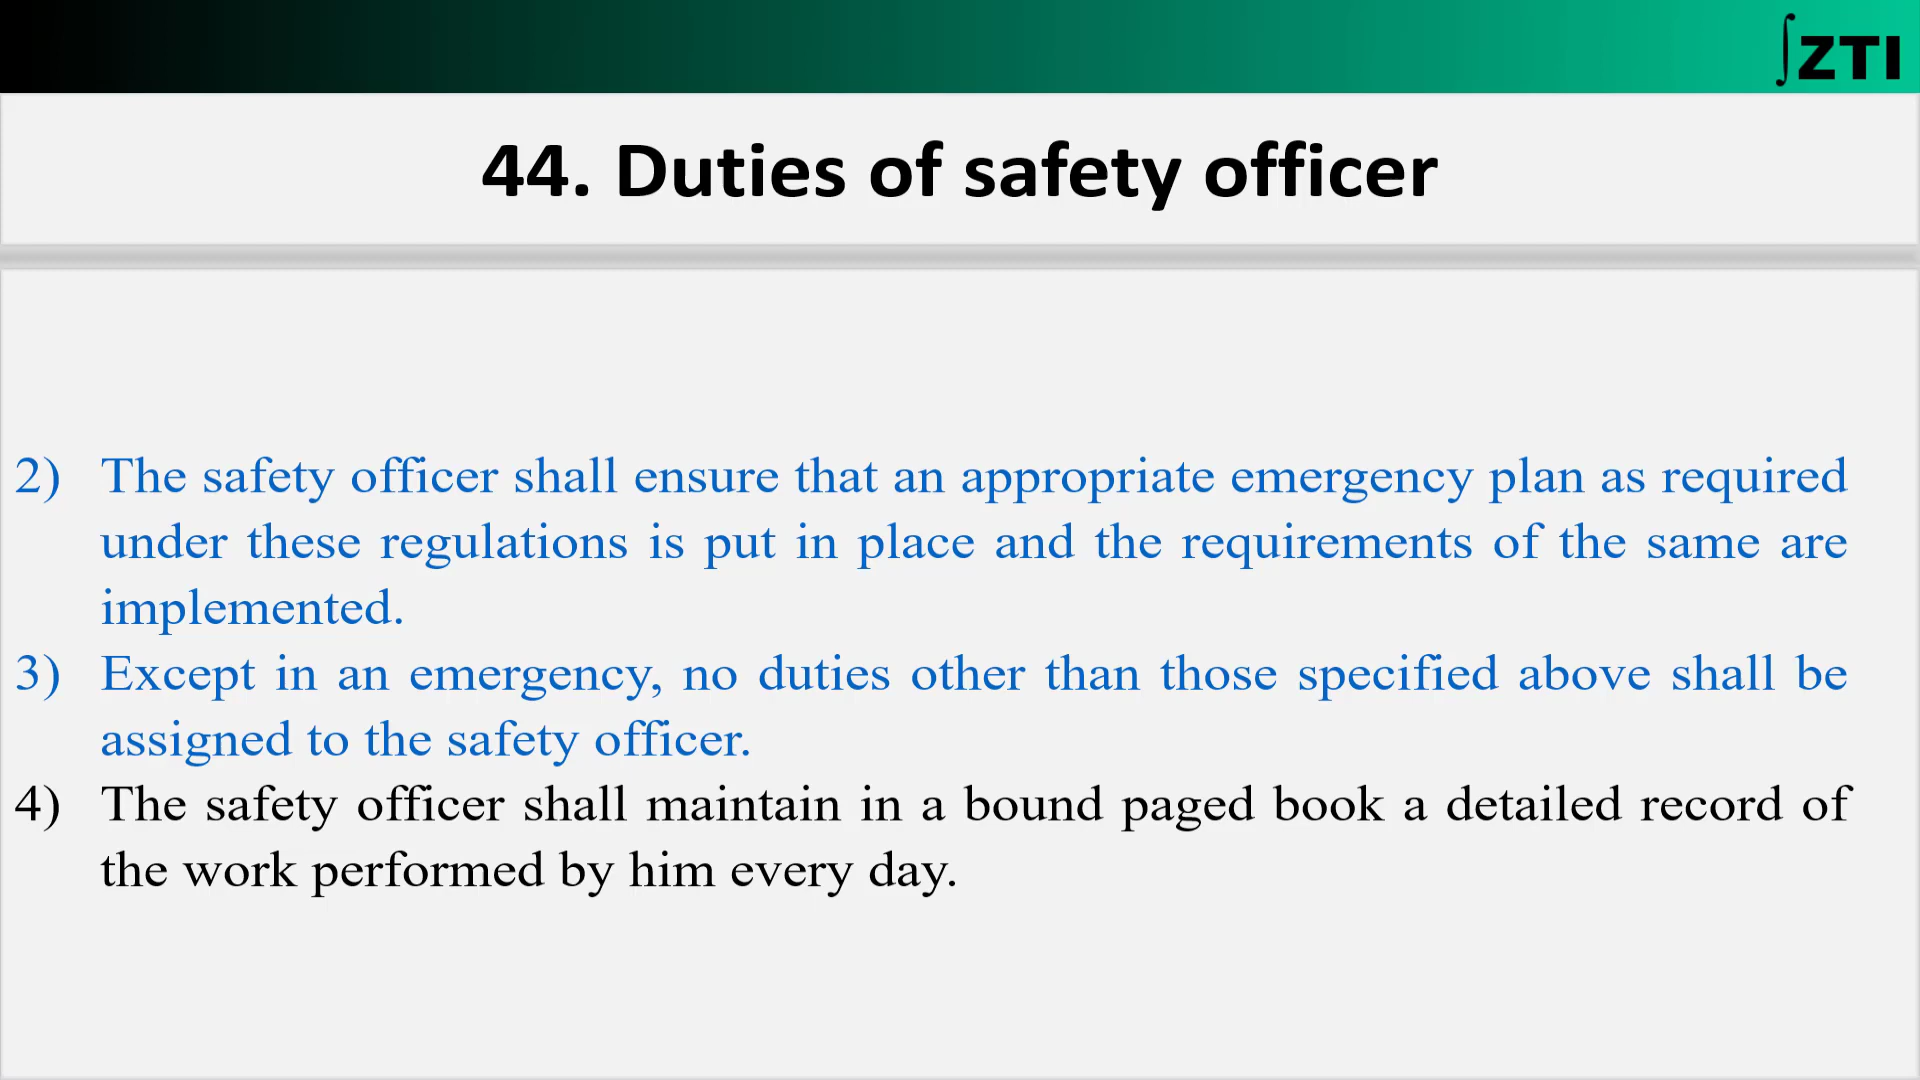 ∫ZTI
44. Duties of safety officer
2) The safety officer shall ensure that an appropriate emergency plan as required
under these regulations is put in place and the requirements of the same are
implemented.
3) Except in an emergency, no duties other than those specified above shall be
assigned to the safety officer.
4) The safety officer shall maintain in a bound paged book a detailed record of
the work performed by him every day.